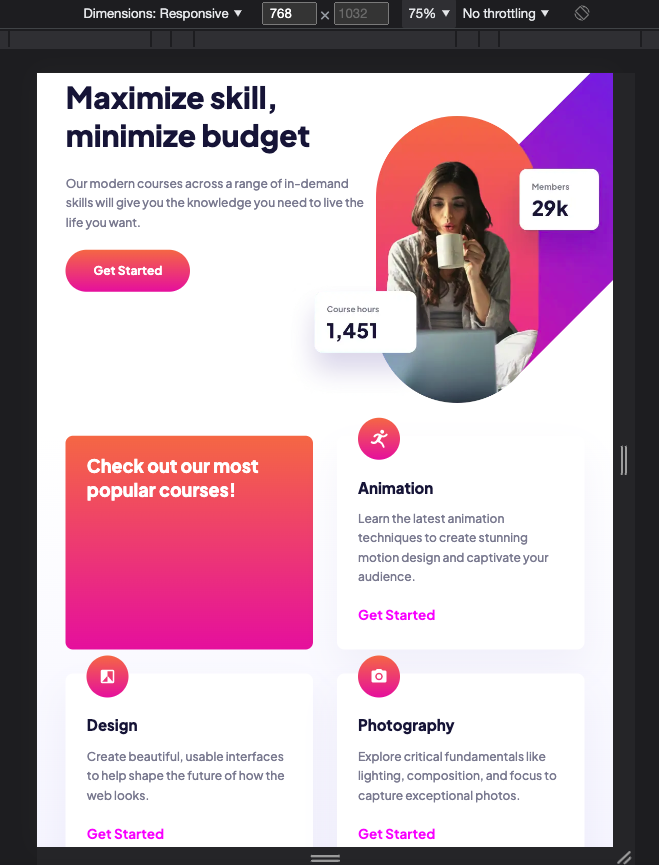 Dimensions: Responsive ▼ 768 × 1032 75% ▼ No throttling ▼
Maximize skill,
minimize budget
Our modern courses across a range of in-demand
skills will give you the knowledge you need to live the
life you want.
Get Started
Members
29k
Course hours
1,451
Check out our most
popular courses!
Animation
Learn the latest animation
techniques to create stunning
motion design and captivate your
audience.
Get Started
Design
Create beautiful, usable interfaces
to help shape the future of how the
web looks.
Get Started
Photography
Explore critical fundamentals like
lighting, composition, and focus to
capture exceptional photos.
Get Started